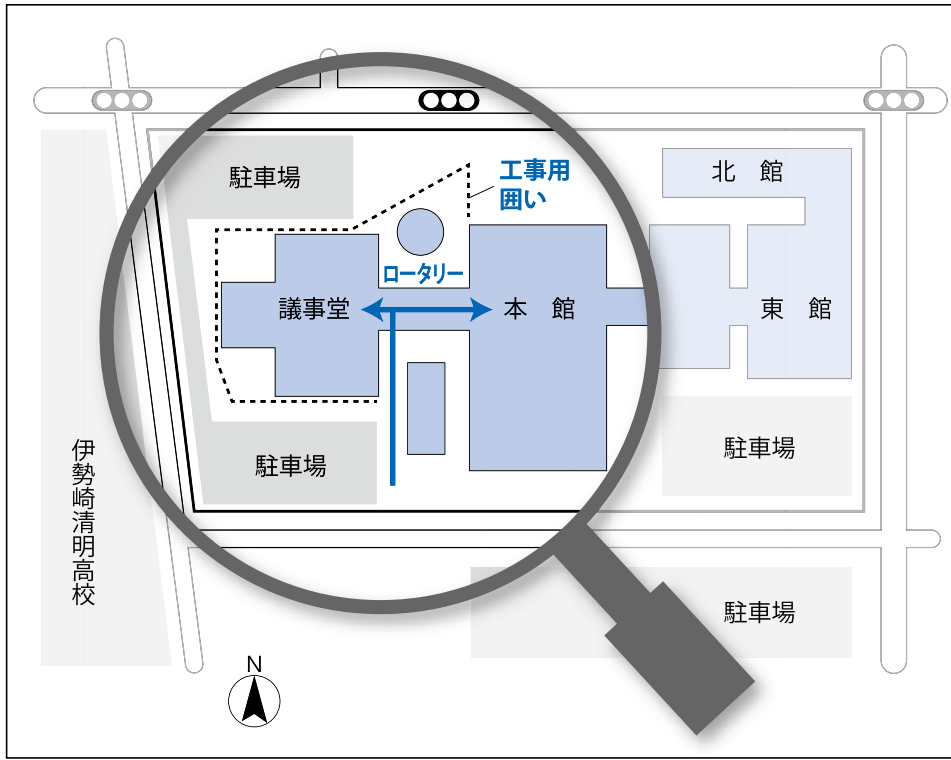 駐車場
工事用
囲い
北　館
ロータリー
議事堂
本　館
東　館
伊勢崎清明高校
駐車場
駐車場
駐車場
N